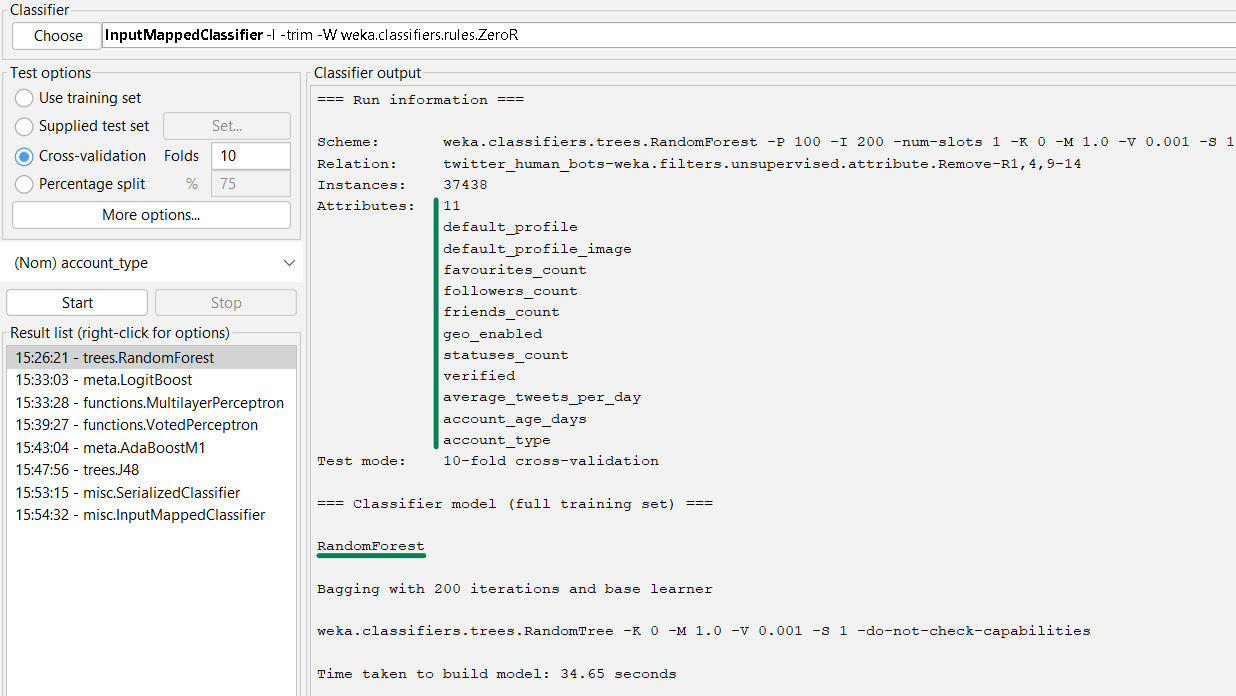 Classifier
Choose
InputMappedClassifier -I -trim -W weka.classifiers.rules.ZeroR
Test options
Use training set
Supplied test set
Set...
Cross-validation Folds 10
Percentage split % 75
More options...
(Nom) account_type
Start
Stop
Result list (right-click for options)
15:26:21 - trees.RandomForest
15:33:03 - meta.LogitBoost
15:33:28 - functions.MultilayerPerceptron
15:39:27 - functions.VotedPerceptron
15:43:04 - meta.AdaBoostM1
15:47:56 - trees.J48
15:53:15 - misc.SerializedClassifier
15:54:32 - misc.InputMappedClassifier
Classifier output
=== Run information ===
Scheme: weka.classifiers.trees.RandomForest -P 100 -I 200 -num-slots 1 -K 0 -M 1.0 -V 0.001 -S 1
Relation: twitter_human_bots-weka.filters.unsupervised.attribute.Remove-R1,4,9-14
Instances: 37438
Attributes: 11
default_profile
default_profile_image
favourites_count
followers_count
friends_count
geo_enabled
statuses_count
verified
average_tweets_per_day
account_age_days
account_type
Test mode: 10-fold cross-validation
=== Classifier model (full training set) ===
RandomForest
Bagging with 200 iterations and base learner
weka.classifiers.trees.RandomTree -K 0 -M 1.0 -V 0.001 -S 1 -do-not-check-capabilities
Time taken to build model: 34.65 seconds